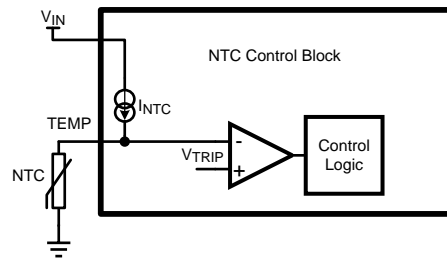 VIN
NTC Control Block
INTC
TEMP
NTC
VTRIP
-
+
Control
Logic